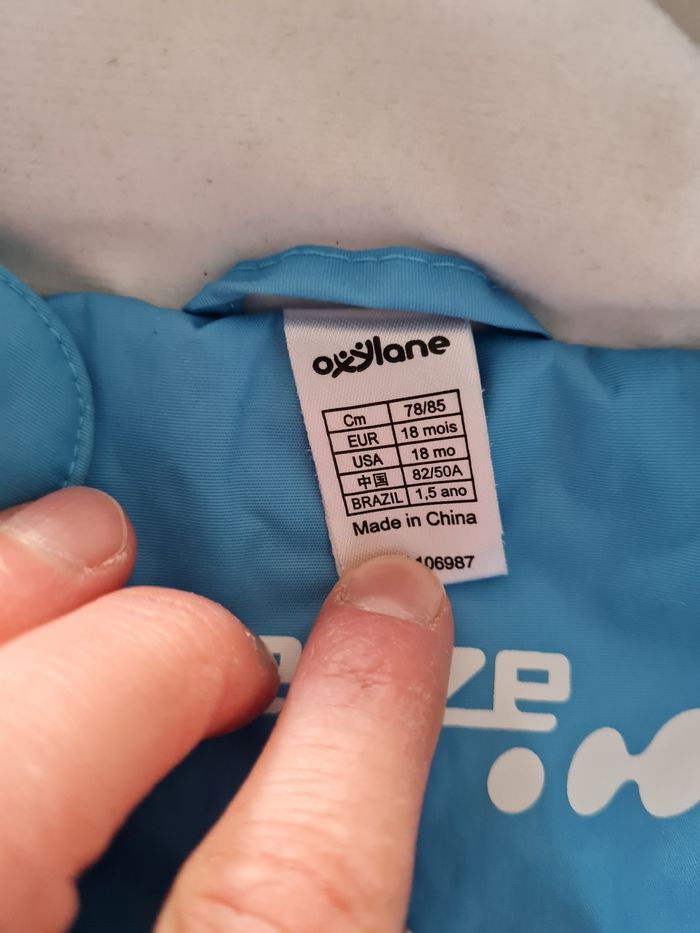 oxylane
Cm 78/85
EUR 18 mois
USA 18 mo
中国 82/50A
BRAZIL 1,5 ano
Made in China
106987